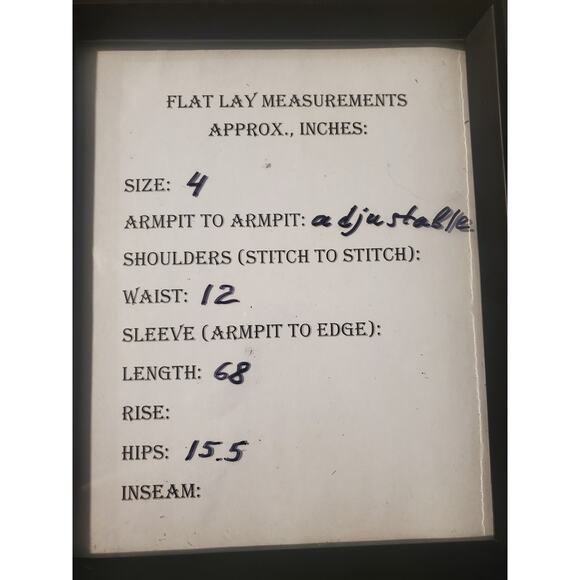 FLAT LAY MEASUREMENTS
APPROX., INCHES:
SIZE: 4
ARMPIT TO ARMPIT: adjustable
SHOULDERS (STITCH TO STITCH):
WAIST: 12
SLEEVE (ARMPIT TO EDGE):
LENGTH: 68
RISE:
HIPS: 15.5
INSEAM: